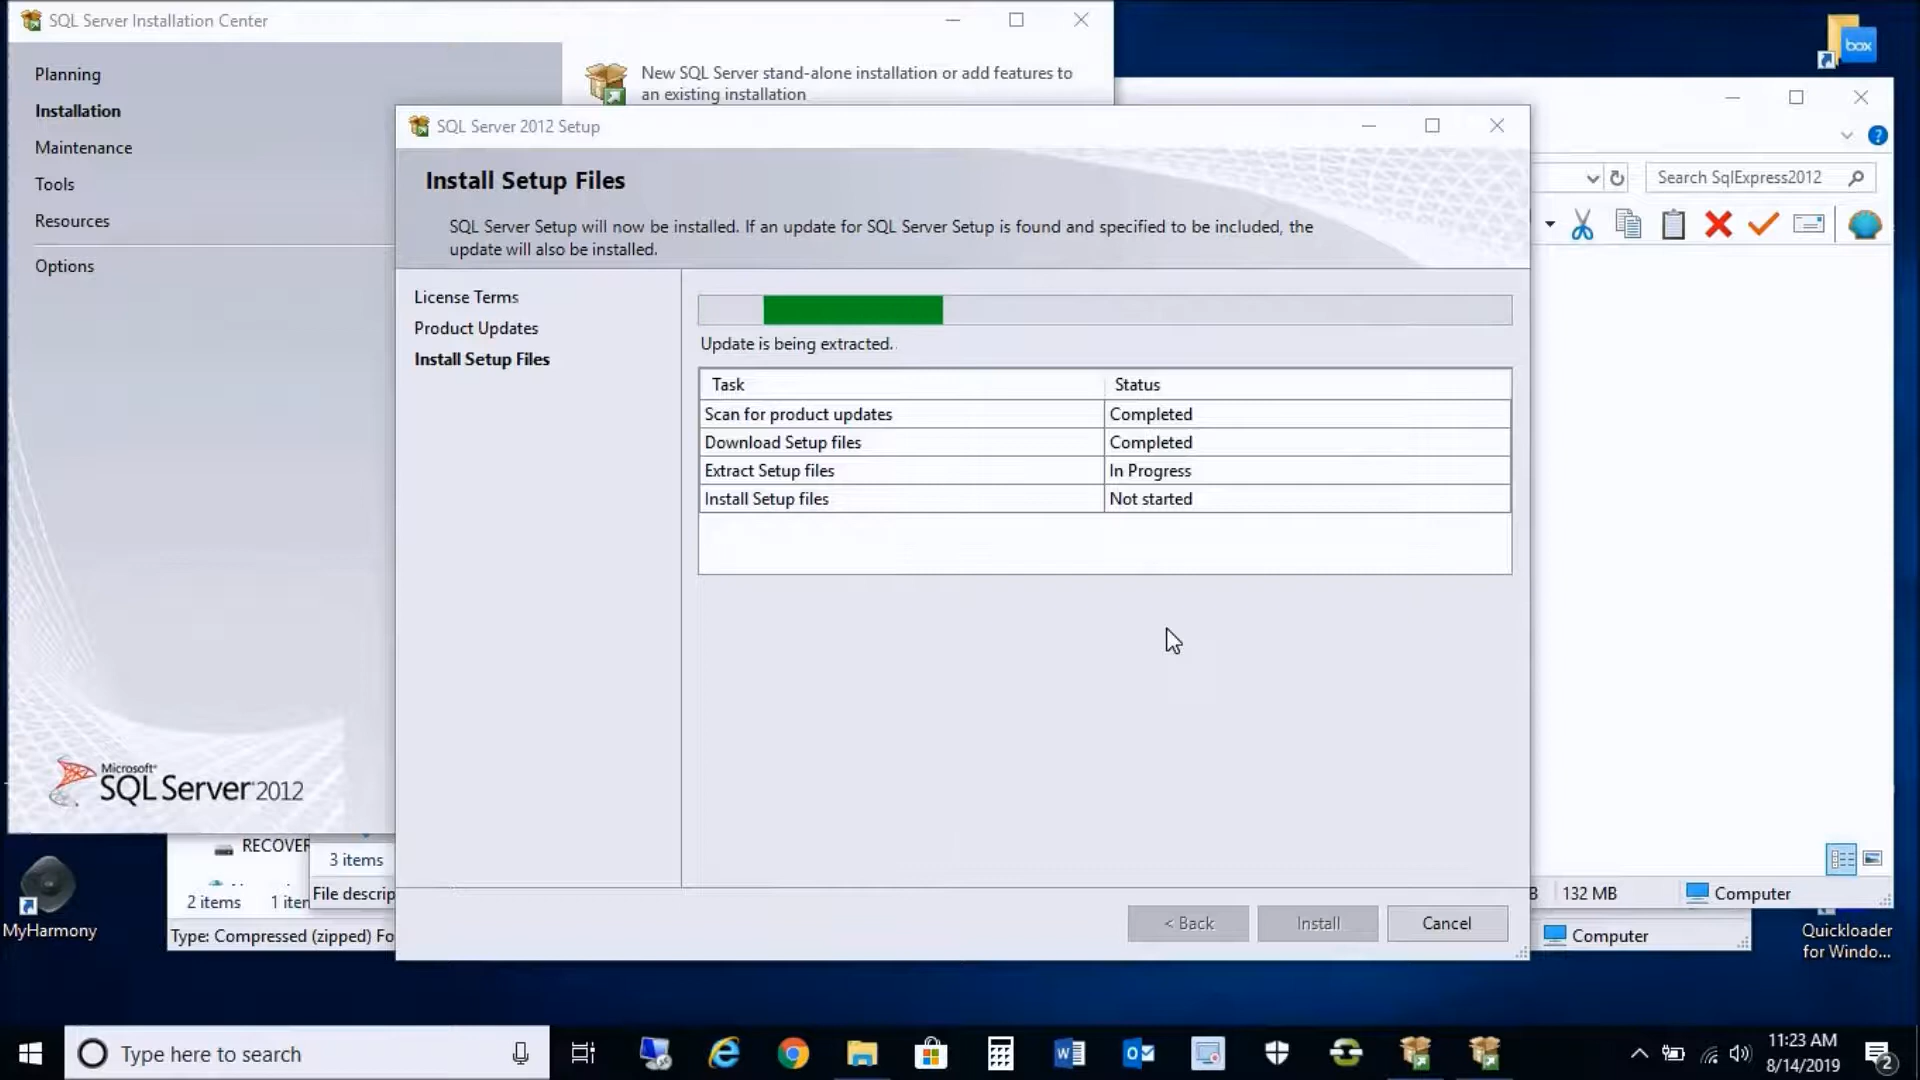 SQL Server Installation Center
Planning
Installation
Maintenance
Tools
Resources
Options
New SQL Server stand-alone installation or add features to
an existing installation
Microsoft®
SQL Server 2012
SQL Server 2012 Setup
Install Setup Files
SQL Server Setup will now be installed. If an update for SQL Server Setup is found and specified to be included, the
update will also be installed.
License Terms
Product Updates
Install Setup Files
Update is being extracted.
Task Status
Scan for product updates Completed
Download Setup files Completed
Extract Setup files In Progress
Install Setup files Not started
< Back Install Cancel
box
?
Search SqlExpress2012
B 132 MB Computer
Computer
Quickloader
for Windo...
RECOVER
3 items
2 items 1 iten
File descrip
Type: Compressed (zipped) Fo
MyHarmony
Type here to search
11:23 AM
8/14/2019
2